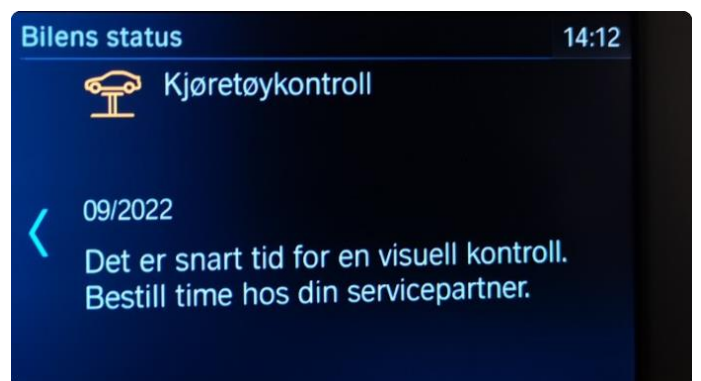 Bilens status 14:12
Kjøretøykontroll
09/2022
Det er snart tid for en visuell kontroll.
Bestill time hos din servicepartner.